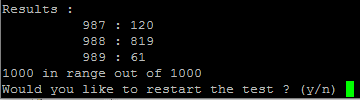 Results :
987 : 120
988 : 819
989 : 61
1000 in range out of 1000
Would you like to restart the test ? (y/n)